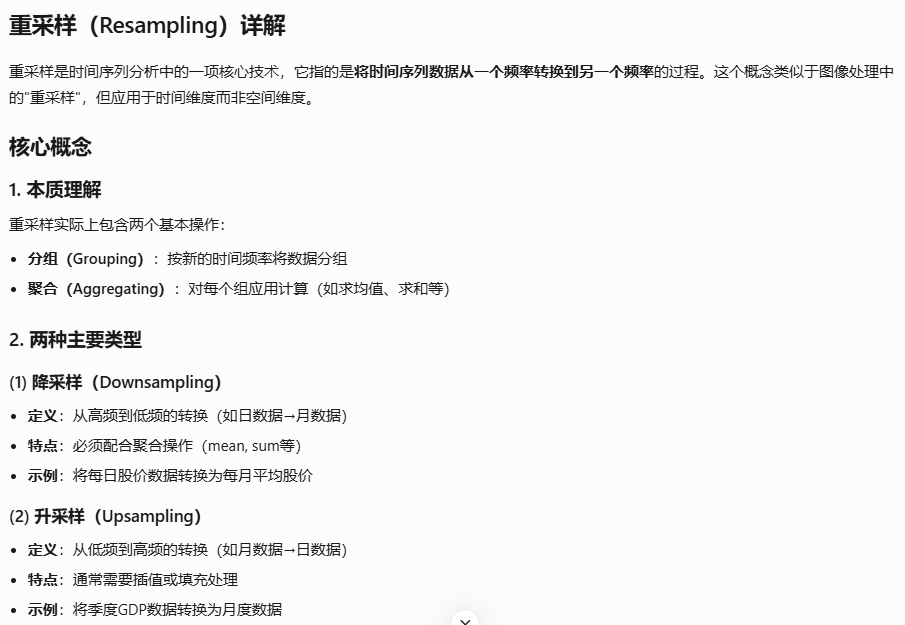 重采样（Resampling）详解
重采样是时间序列分析中的一项核心技术，它指的是将时间序列数据从一个频率转换到另一个频率的过程。这个概念类似于图像处理中
的"重采样"，但应用于时间维度而非空间维度。
核心概念
1. 本质理解
重采样实际上包含两个基本操作：
• 分组（Grouping）：按新的时间频率将数据分组
• 聚合（Aggregating）：对每个组应用计算（如求均值、求和等）
2. 两种主要类型
(1) 降采样（Downsampling）
• 定义：从高频到低频的转换（如日数据→月数据）
• 特点：必须配合聚合操作（mean, sum等）
• 示例：将每日股价数据转换为每月平均股价
(2) 升采样（Upsampling）
• 定义：从低频到高频的转换（如月数据→日数据）
• 特点：通常需要插值或填充处理
• 示例：将季度GDP数据转换为月度数据